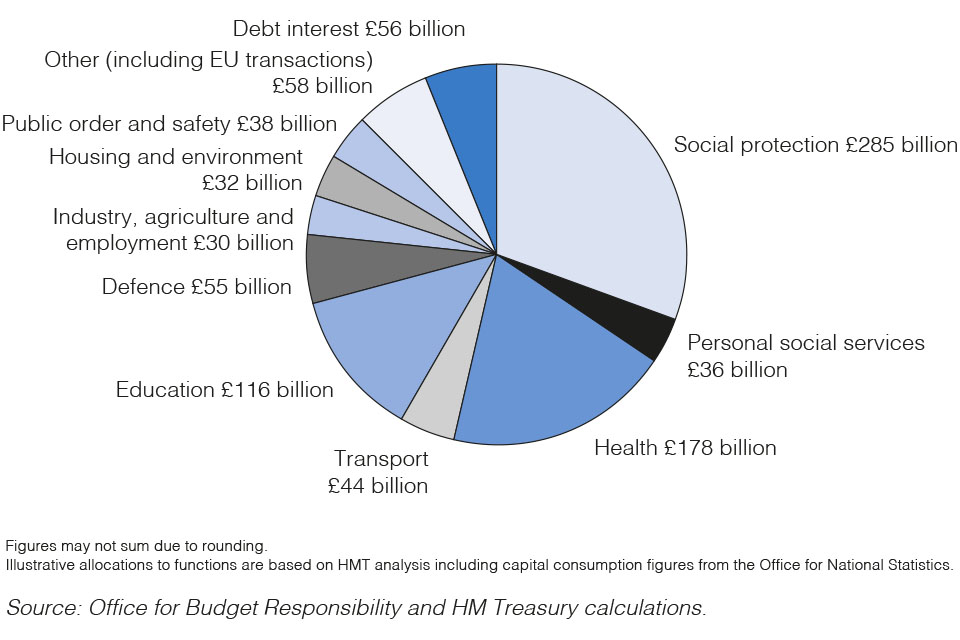 Debt interest £56 billion
Other (including EU transactions)
£58 billion
Public order and safety £38 billion
Housing and environment
£32 billion
Industry, agriculture and
employment £30 billion
Defence £55 billion
Education £116 billion
Transport
£44 billion
Social protection £285 billion
Personal social services
£36 billion
Health £178 billion
Figures may not sum due to rounding.
Illustrative allocations to functions are based on HMT analysis including capital consumption figures from the Office for National Statistics.
Source: Office for Budget Responsibility and HM Treasury calculations.